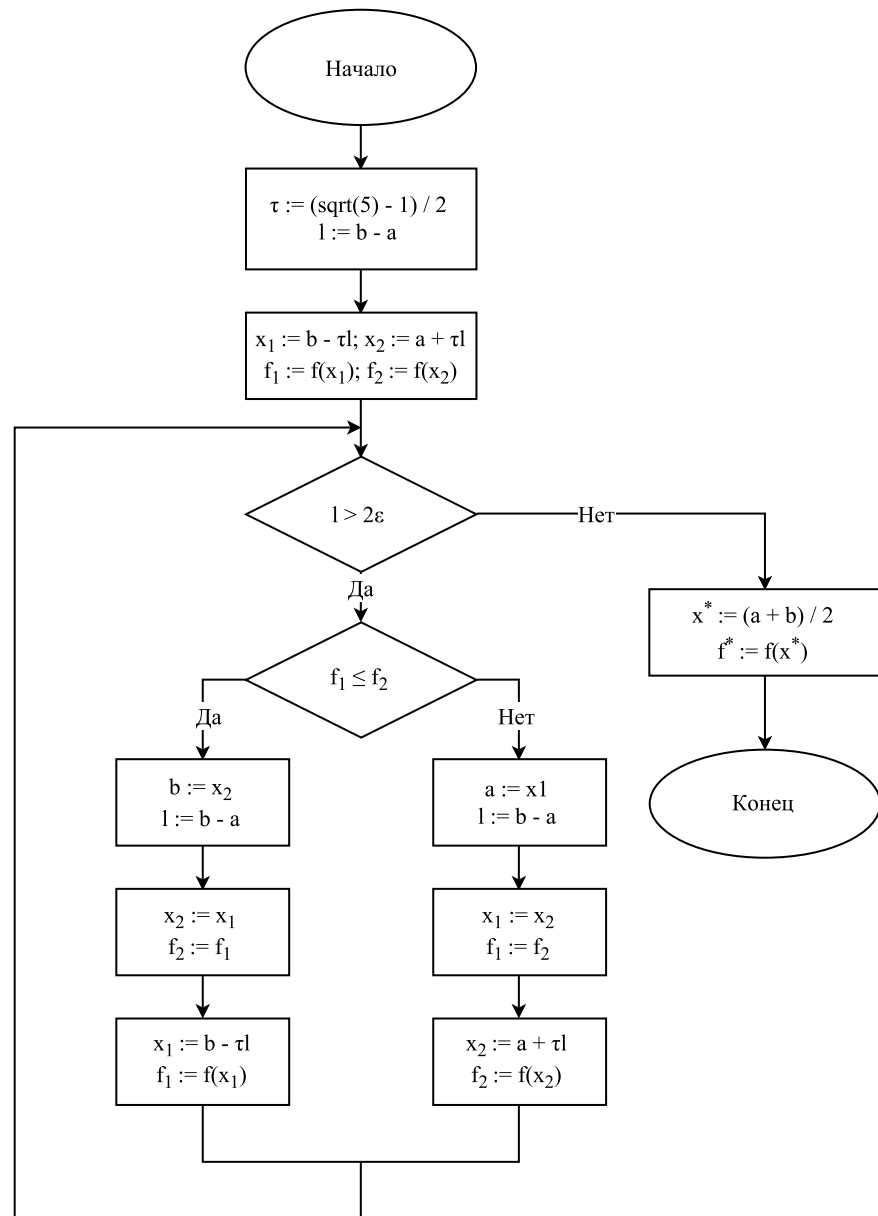 Начало
τ := (sqrt(5) - 1) / 2
l := b - a
x₁ := b - τl; x₂ := a + τl
f₁ := f(x₁); f₂ := f(x₂)
l > 2ε
Нет
Да
x* := (a + b) / 2
f* := f(x*)
f₁ ≤ f₂
Да
Нет
b := x₂
l := b - a
a := x1
l := b - a
Конец
x₂ := x₁
f₂ := f₁
x₁ := x₂
f₁ := f₂
x₁ := b - τl
f₁ := f(x₁)
x₂ := a + τl
f₂ := f(x₂)